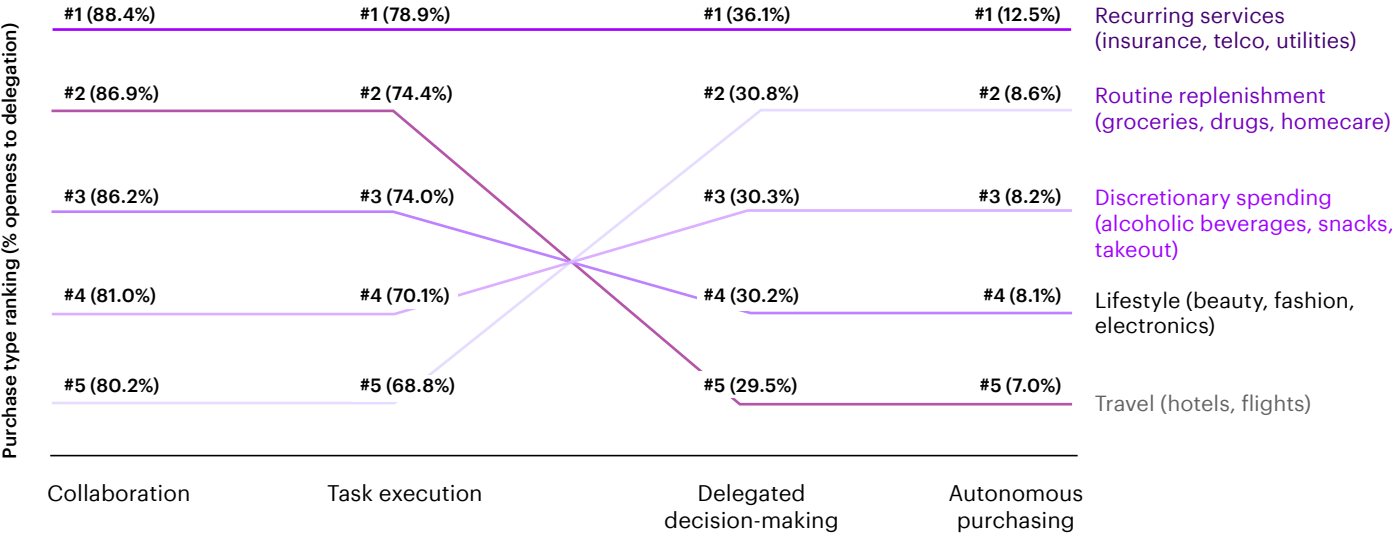 Purchase type ranking (% openess to delegation)
#1 (88.4%) #1 (78.9%) #1 (36.1%) #1 (12.5%)
Recurring services
(insurance, telco, utilities)
#2 (86.9%) #2 (74.4%) #2 (30.8%) #2 (8.6%)
Routine replenishment
(groceries, drugs, homecare)
#3 (86.2%) #3 (74.0%) #3 (30.3%) #3 (8.2%)
Discretionary spending
(alcoholic beverages, snacks,
takeout)
#4 (81.0%) #4 (70.1%) #4 (30.2%) #4 (8.1%)
Lifestyle (beauty, fashion,
electronics)
#5 (80.2%) #5 (68.8%) #5 (29.5%) #5 (7.0%)
Travel (hotels, flights)
Collaboration
Task execution
Delegated
decision-making
Autonomous
purchasing